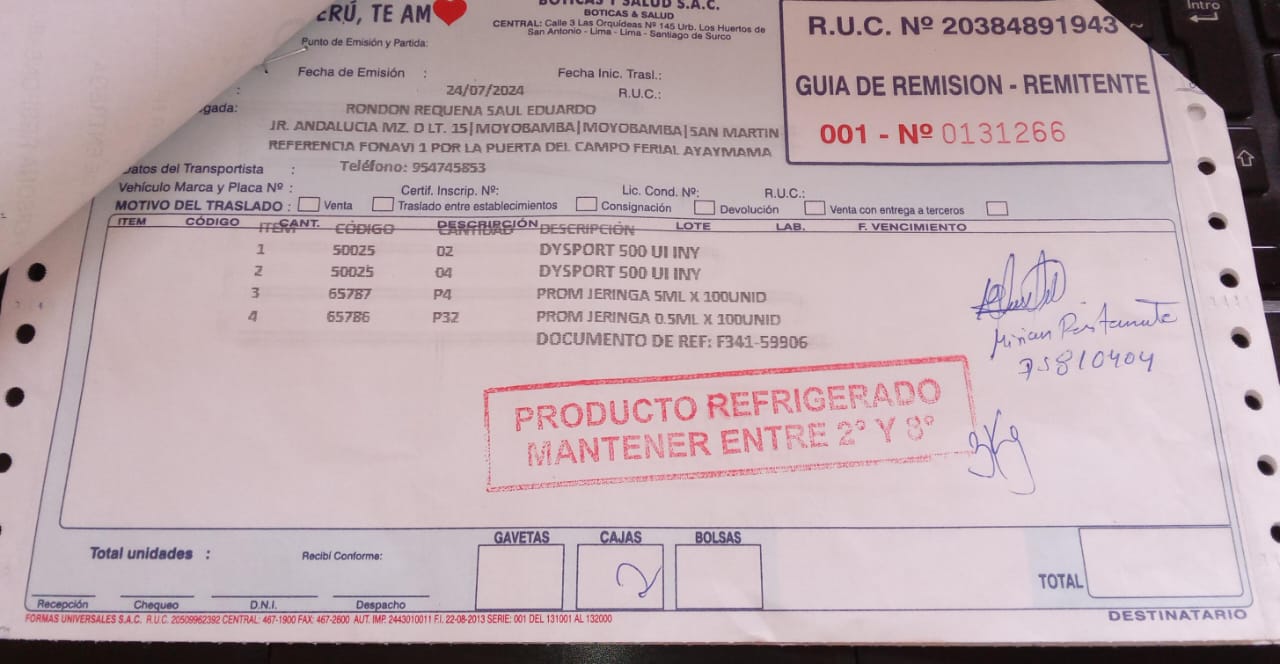 ERÚ, TE AM
BOTICAS Y SALUD S.A.C.
BOTICAS & SALUD
CENTRAL: Calle 3 Las Orquídeas Nº 145 Urb. Los Huertos de
San Antonio - Lima - Lima - Santiago de Surco
Intro
R.U.C. Nº 20384891943
GUIA DE REMISION - REMITENTE
001 - Nº 0131266
Punto de Emisión y Partida:
Fecha de Emisión : Fecha Inic. Trasl.:
: 24/07/2024 R.U.C.:
gada: RONDON REQUENA SAUL EDUARDO
JR. ANDALUCIA MZ. D LT. 15|MOYOBAMBA|MOYOBAMBA|SAN MARTIN
REFERENCIA FONAVI 1 POR LA PUERTA DEL CAMPO FERIAL AYAYMAMA
Datos del Transportista : Teléfono: 954745853
Vehículo Marca y Placa Nº : Certif. Inscrip. Nº: Lic. Cond. Nº: R.U.C.:
MOTIVO DEL TRASLADO : Venta Traslado entre establecimientos Consignación Devolución Venta con entrega a terceros
ITEM CÓDIGO CANT. DESCRIPCIÓN LOTE LAB. F. VENCIMIENTO
ITEM CÓDIGO CANTIDAD DESCRIPCIÓN
1 50025 02 DYSPORT 500 UI INY
2 50025 04 DYSPORT 500 UI INY
3 65787 P4 PROM JERINGA 5ML X 100UNID
4 65786 P32 PROM JERINGA 0.5ML X 100UNID
DOCUMENTO DE REF: F341-59906
Mirian
75810404
PRODUCTO REFRIGERADO
MANTENER ENTRE 2° Y 8°
3Kg
Total unidades : Recibí Conforme: GAVETAS CAJAS BOLSAS
2
TOTAL
Recepción Chequeo D.N.I. Despacho
FORMAS UNIVERSALES S.A.C. R.U.C. 20509962392 CENTRAL: 467-1900 FAX: 467-2600 AUT. IMP. 2443010011 F.I. 22-08-2013 SERIE: 001 DEL 131001 AL 132000
DESTINATARIO